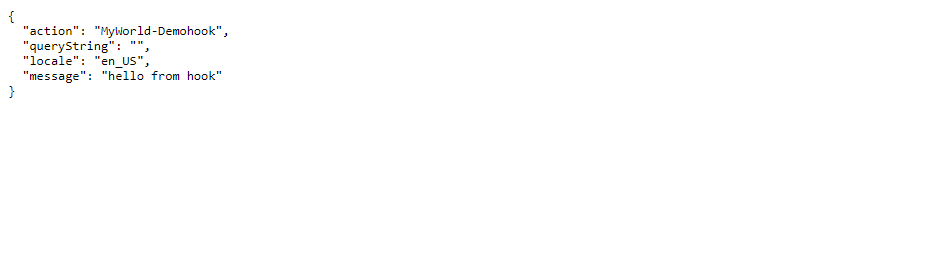 {
"action": "MyWorld-Demohook",
"queryString": "",
"locale": "en_US",
"message": "hello from hook"
}